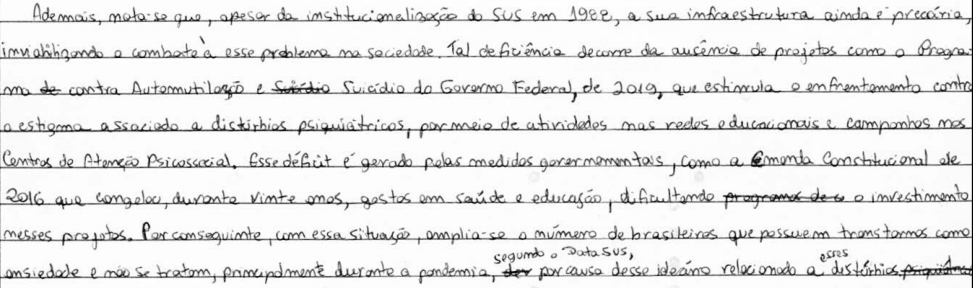 Ademais, nota-se que, apesar da institucionalização do SUS em 1988, a sua infraestrutura ainda é precária,
inviabilizando o combate à esse problema na sociedade. Tal deficiência decorre da ausência de projetos como o Progra-
ma de contra Automutilação e Suicídio Suicídio do Governo Federal, de 2019, que estimula o enfrentamento contra
o estigma associado a distúrbios psiquiátricos, por meio de atividades nas redes educacionais e campanhas nos
Centros de Atenção Psicossocial. Esse déficit é gerado pelas medidas governamentais, como a Emenda Constitucional de
2016 que congelou, durante vinte anos, gastos em saúde e educação, dificultando programas de o investimento
nesses projetos. Por conseguinte, com essa situação, amplia-se o número de brasileiros que possuem transtornos como
ansiedade e não se tratam, principalmente durante a pandemia, segundo o DataSUS, por causa desse ideário relacionado a esses distúrbios